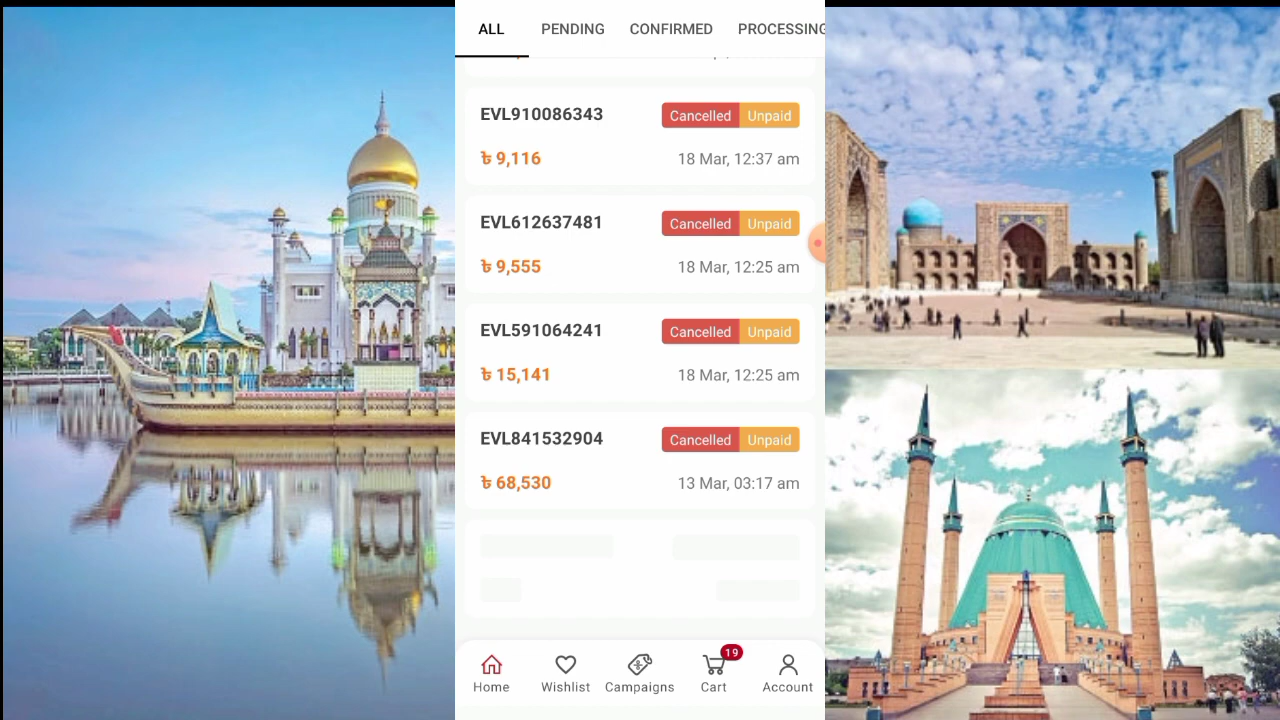 ALL PENDING CONFIRMED PROCESSING
EVL910086343 Cancelled Unpaid
৳ 9,116 18 Mar, 12:37 am
EVL612637481 Cancelled Unpaid
৳ 9,555 18 Mar, 12:25 am
EVL591064241 Cancelled Unpaid
৳ 15,141 18 Mar, 12:25 am
EVL841532904 Cancelled Unpaid
৳ 68,530 13 Mar, 03:17 am
19
Home Wishlist Campaigns Cart Account